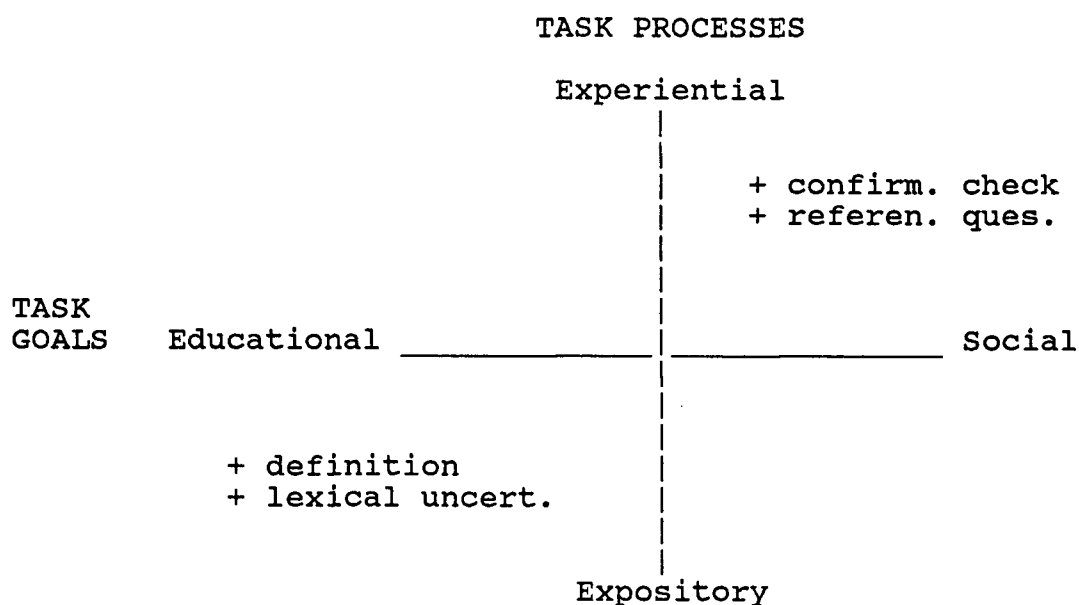 TASK PROCESSES
Experiential
+ confirm. check
+ referen. ques.
TASK
GOALS Educational Social
+ definition
+ lexical uncert.
Expository